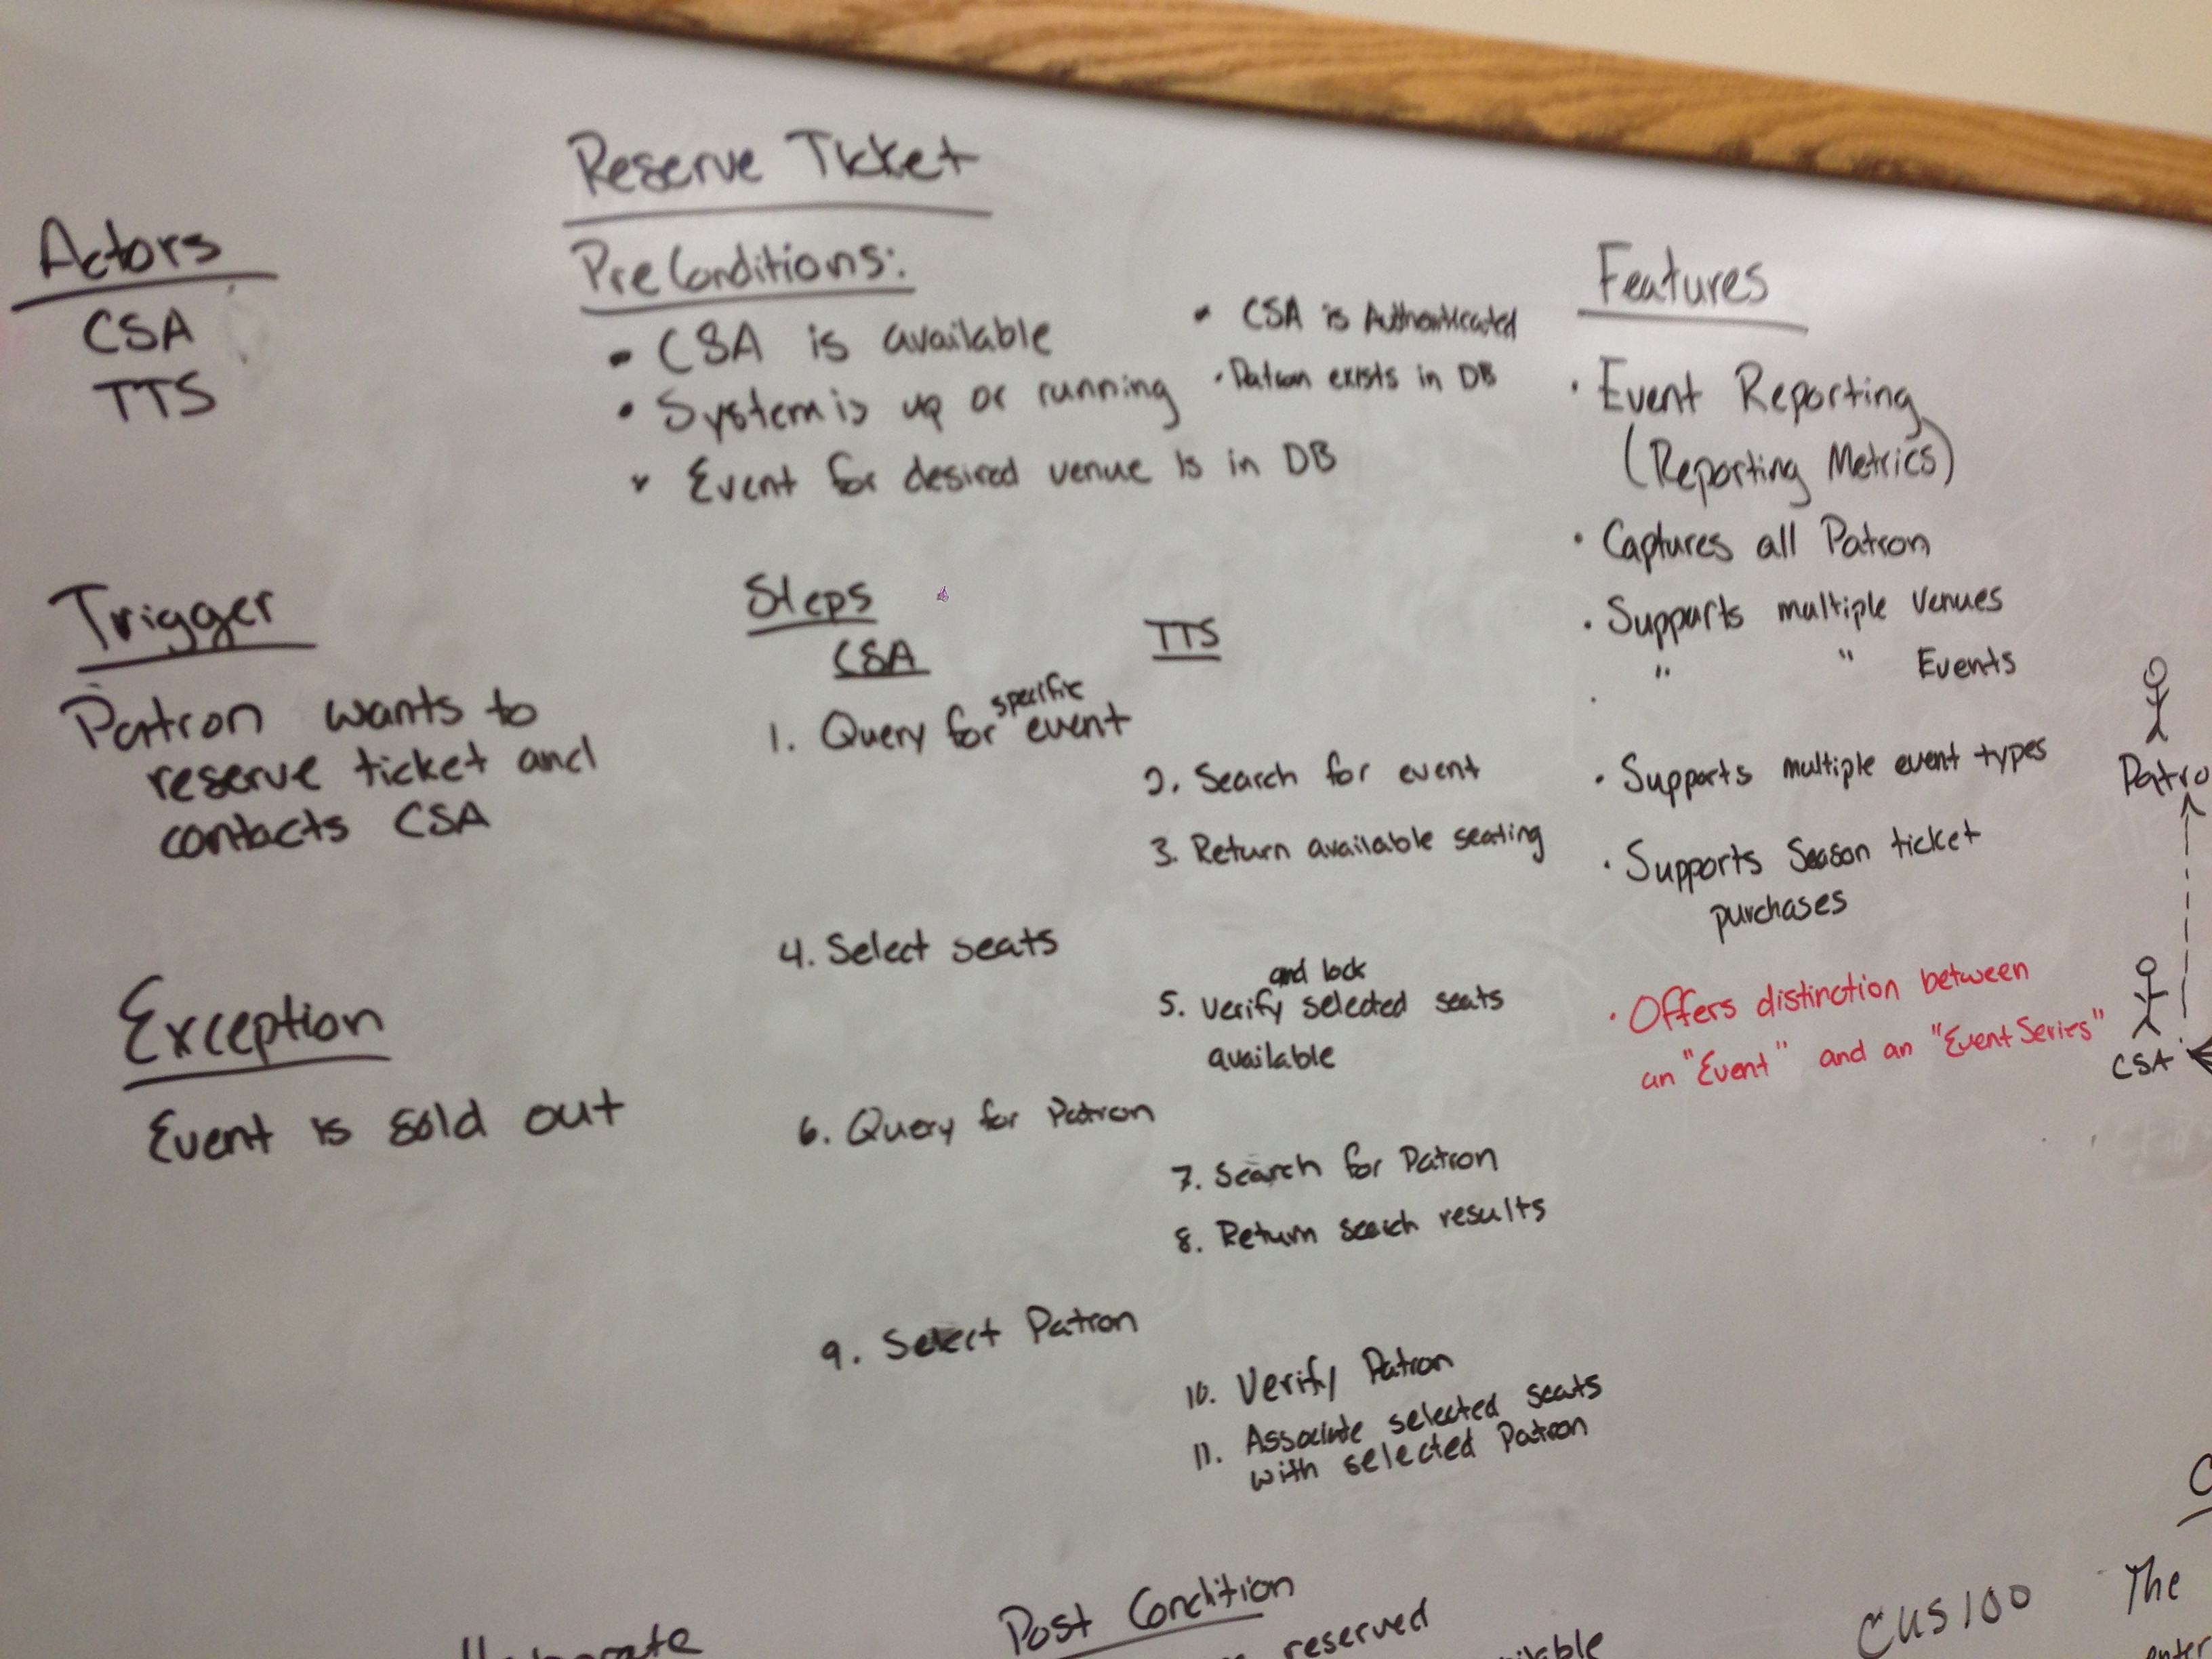 Reserve Ticket
Actors
CSA
TTS
PreConditions:
• CSA is available
• System is up or running
• Event for desired venue is in DB
• CSA is Authenticated
• Patron exists in DB
Trigger
Patron wants to
reserve ticket and
contacts CSA
Exception
Event is sold out
Steps
CSA
TTS
1. Query for specific event
2. Search for event
3. Return available seating
4. Select seats
and lock
5. Verify selected seats
available
6. Query for Patron
7. Search for Patron
8. Return search results
9. Select Patron
10. Verify Patron
11. Associate selected seats
with selected Patron
Post Condition
reserved
Features
• Event Reporting
(Reporting Metrics)
• Captures all Patron
• Supports multiple Venues
• " " Events
• Supports multiple event types
• Supports Season ticket
purchases
• Offers distinction between
an "Event" and an "Event Series"
Patro
CSA
CUS100
The